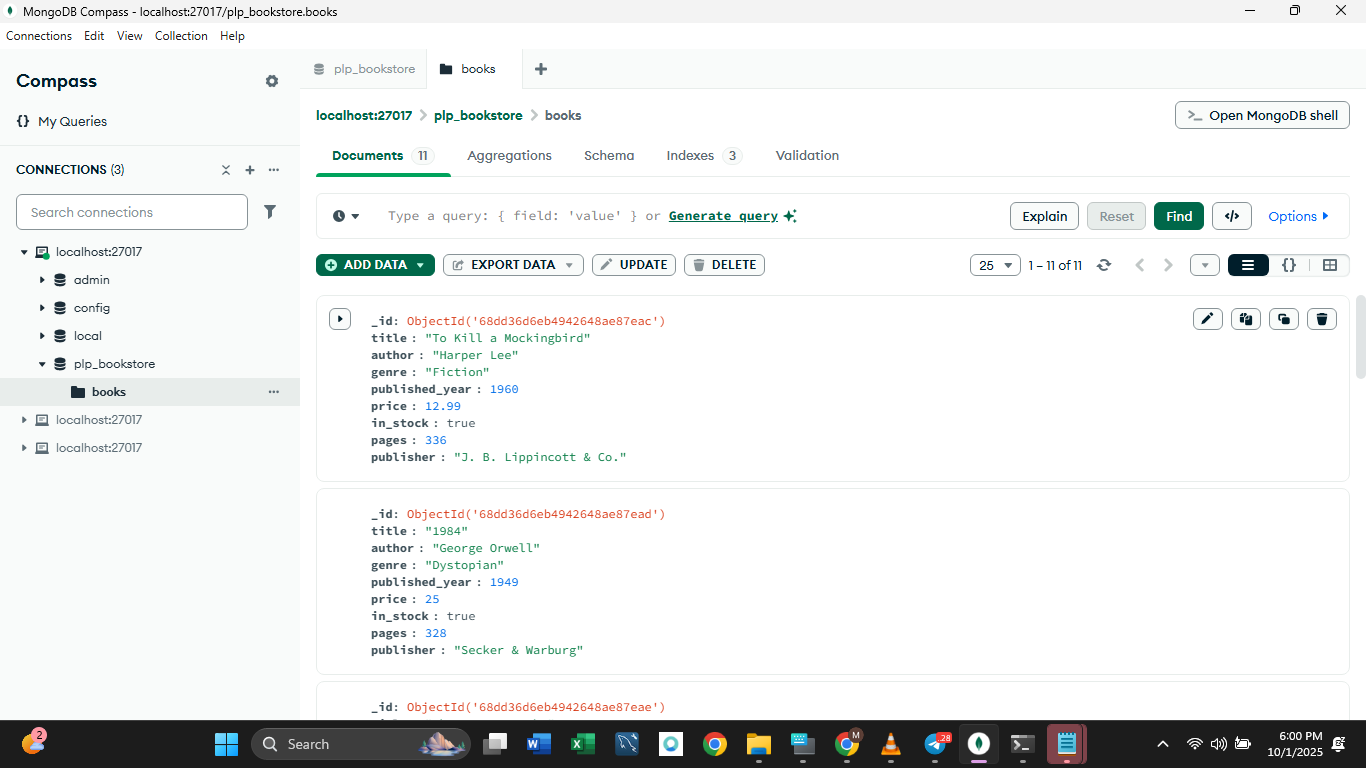 MongoDB Compass - localhost:27017/plp_bookstore.books
Connections Edit View Collection Help
Compass
{} My Queries
CONNECTIONS (3)
Search connections
localhost:27017
admin
config
local
plp_bookstore
books
localhost:27017
localhost:27017
plp_bookstore
books
localhost:27017 > plp_bookstore > books
>_ Open MongoDB shell
Documents 11 Aggregations Schema Indexes 3 Validation
Type a query: { field: 'value' } or Generate query
Explain Reset Find </> Options
ADD DATA EXPORT DATA UPDATE DELETE
25 1 – 11 of 11 {}
_id: ObjectId('68dd36d6eb4942648ae87eac')
title : "To Kill a Mockingbird"
author : "Harper Lee"
genre : "Fiction"
published_year : 1960
price : 12.99
in_stock : true
pages : 336
publisher : "J. B. Lippincott & Co."
_id: ObjectId('68dd36d6eb4942648ae87ead')
title : "1984"
author : "George Orwell"
genre : "Dystopian"
published_year : 1949
price : 25
in_stock : true
pages : 328
publisher : "Secker & Warburg"
_id: ObjectId('68dd36d6eb4942648ae87eae')
2
Search
M
28
6:00 PM
10/1/2025